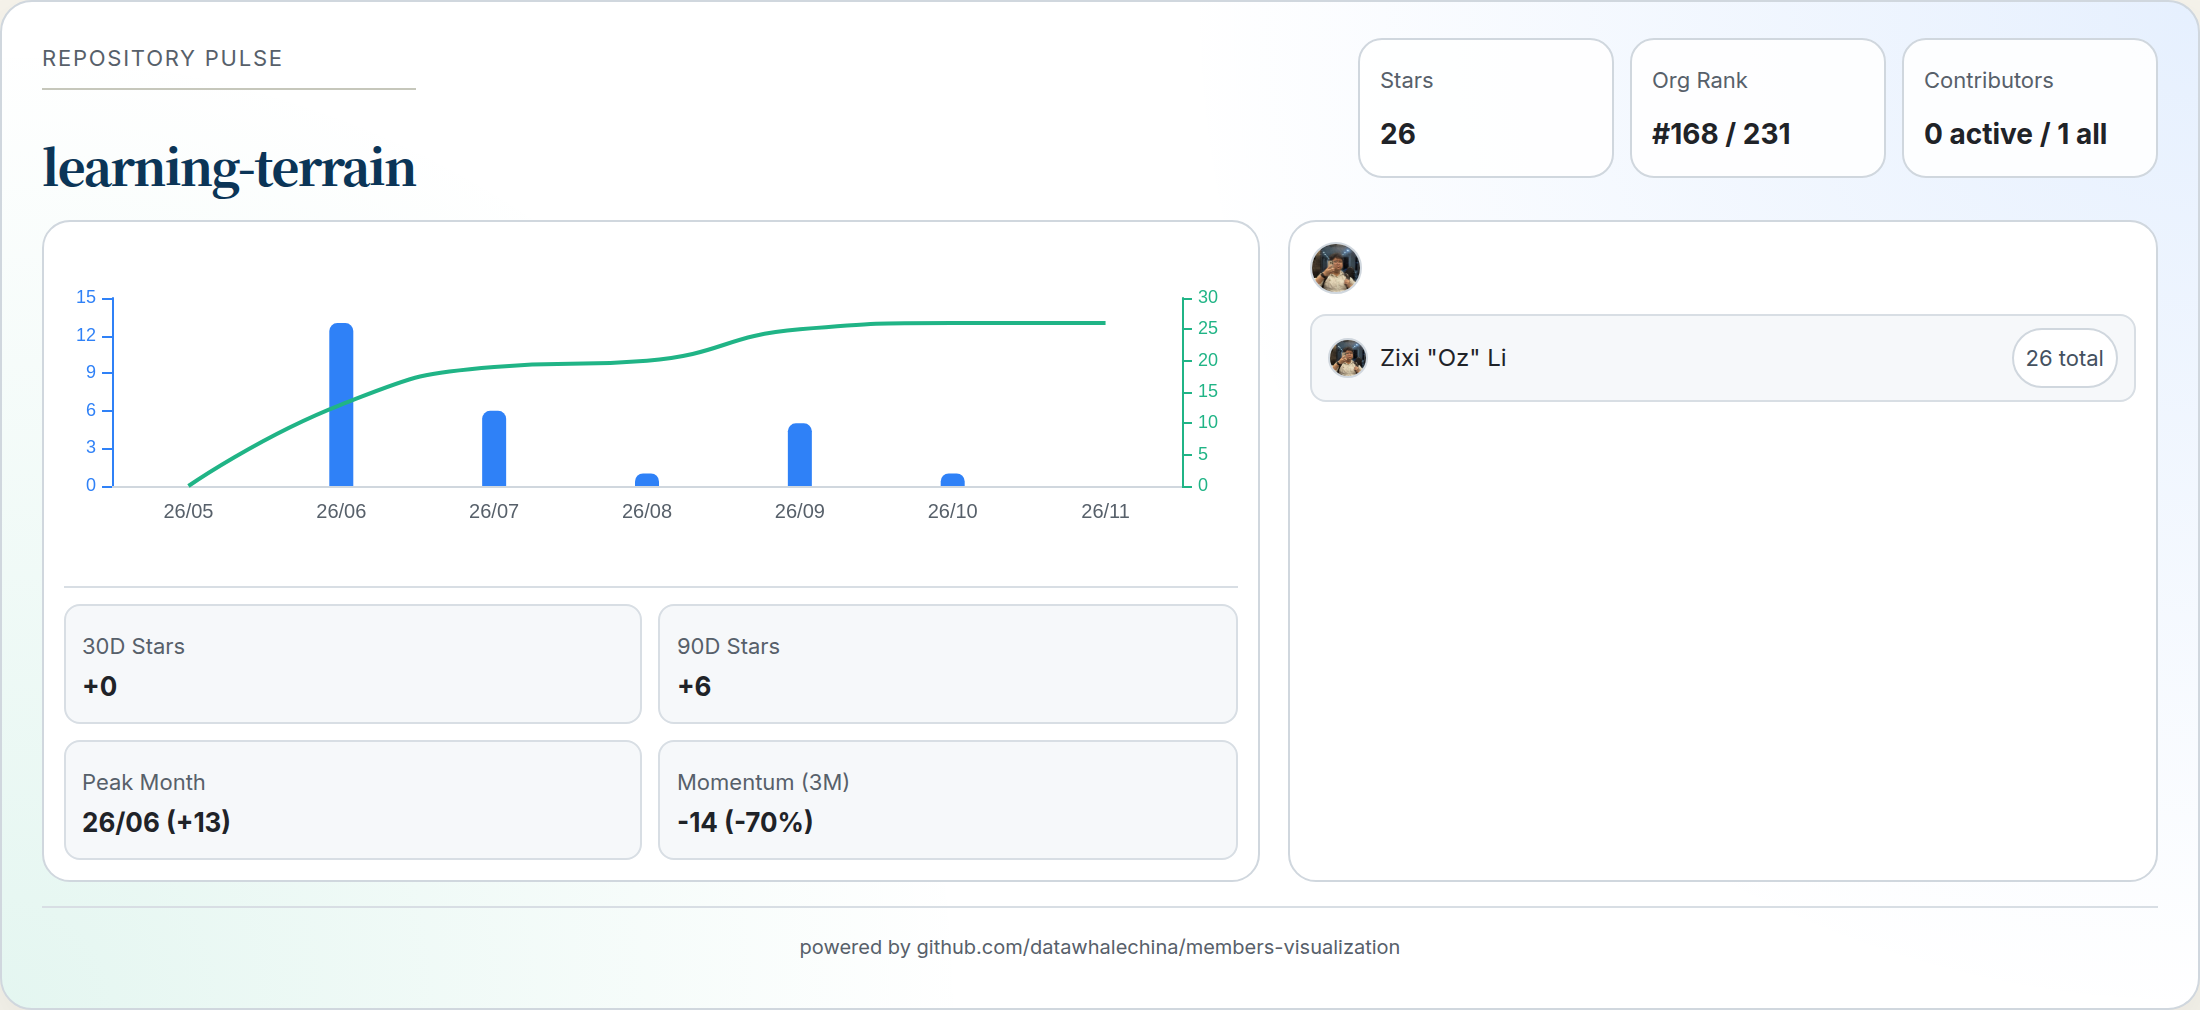 REPOSITORY PULSE
learning-terrain
Stars
26
Org Rank
#168 / 231
Contributors
0 active / 1 all
15
12
9
6
3
0
30
25
20
15
10
5
0
26/05
26/06
26/07
26/08
26/09
26/10
26/11
30D Stars
+0
90D Stars
+6
Peak Month
26/06 (+13)
Momentum (3M)
-14 (-70%)
Zixi "Oz" Li
26 total
powered by github.com/datawhalechina/members-visualization